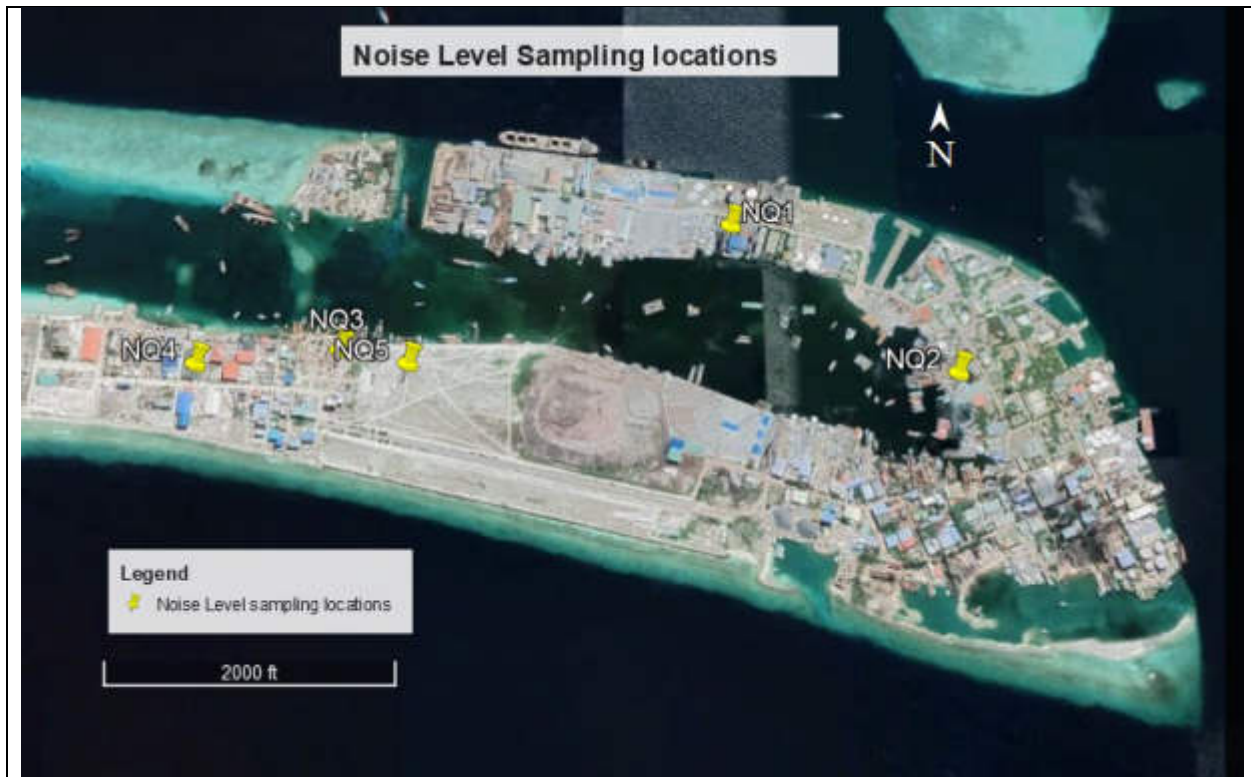 Noise Level Sampling locations
N
NQ1
NQ3
NQ4
NQ5
NQ2
Legend
Noise Level sampling locations
2000 ft